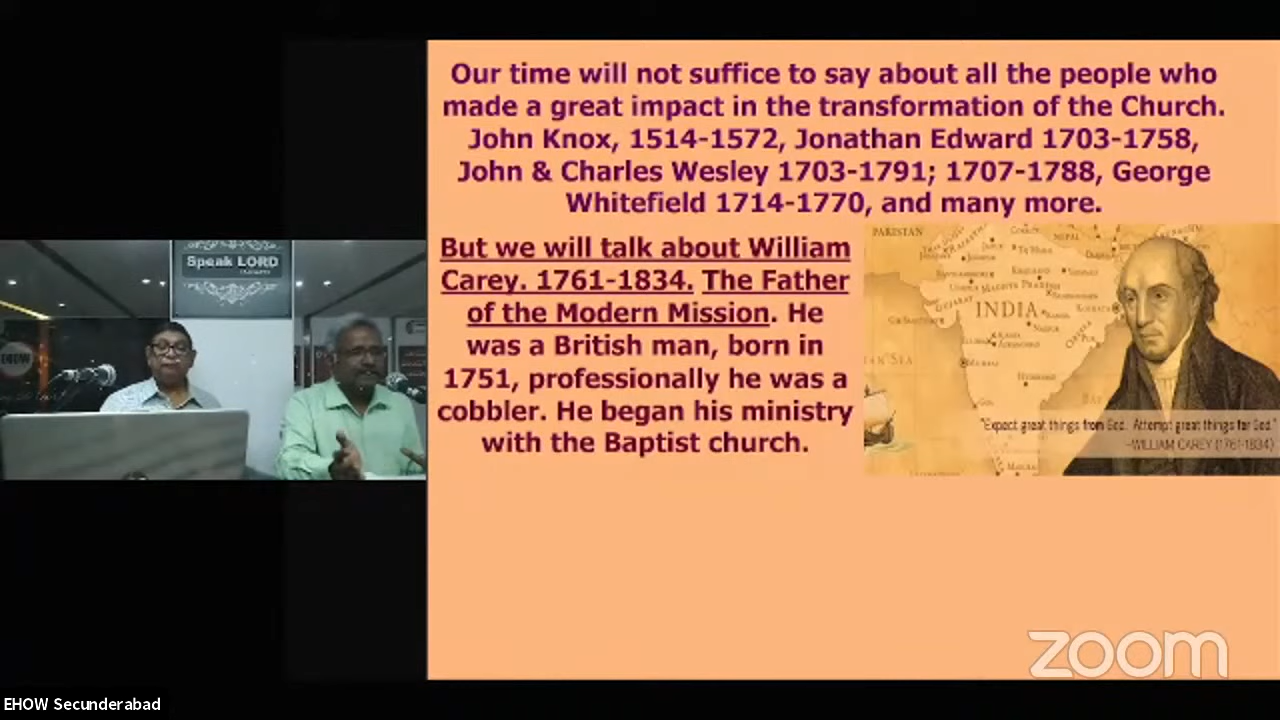 Our time will not suffice to say about all the people who
made a great impact in the transformation of the Church.
John Knox, 1514-1572, Jonathan Edward 1703-1758,
John & Charles Wesley 1703-1791; 1707-1788, George
Whitefield 1714-1770, and many more.
But we will talk about William
Carey. 1761-1834. The Father
of the Modern Mission. He
was a British man, born in
1751, professionally he was a
cobbler. He began his ministry
with the Baptist church.
PAKISTAN
NEPAL
INDIA
"Expect great things from God. Attempt great things for God."
–WILLIAM CAREY (1761-1834)
Speak LORD
EHOW
zoom
EHOW Secunderabad